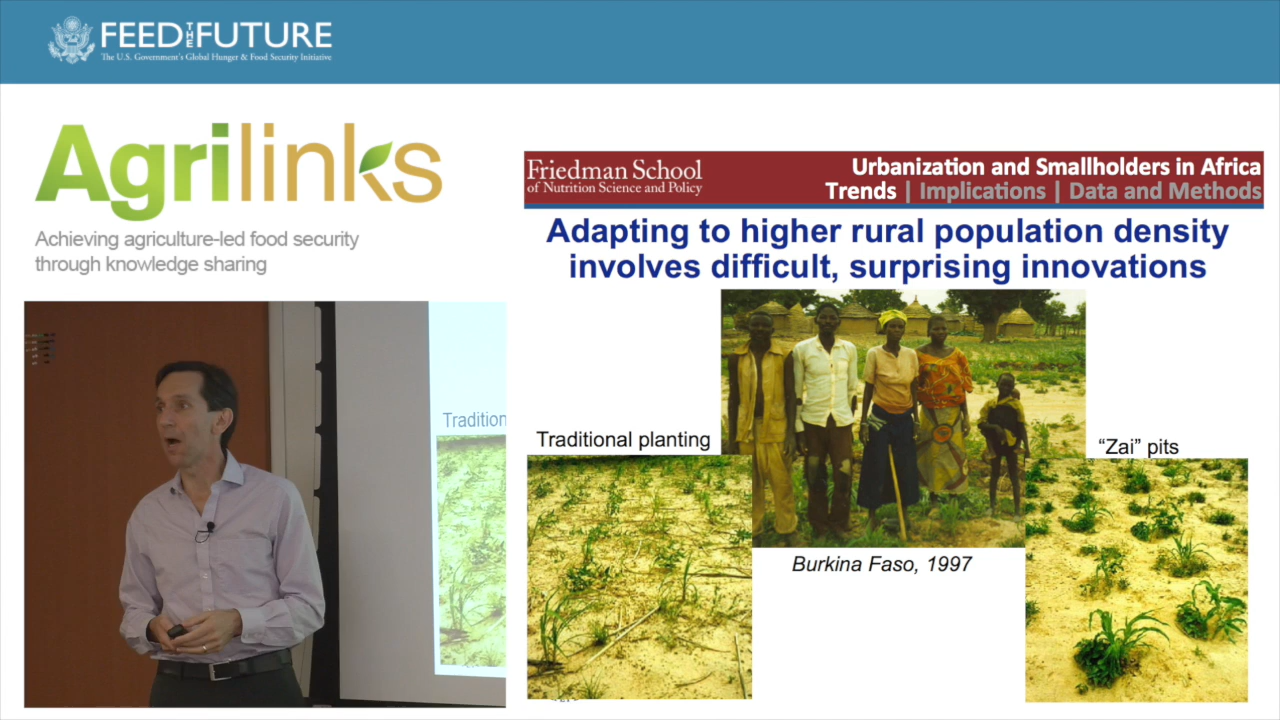 FEED THE FUTURE
The U.S. Government's Global Hunger & Food Security Initiative
Agrilinks
Achieving agriculture-led food security
through knowledge sharing
Friedman School
of Nutrition Science and Policy
Urbanization and Smallholders in Africa
Trends | Implications | Data and Methods
Adapting to higher rural population density
involves difficult, surprising innovations
Traditional planting
"Zai" pits
Burkina Faso, 1997
Tradition